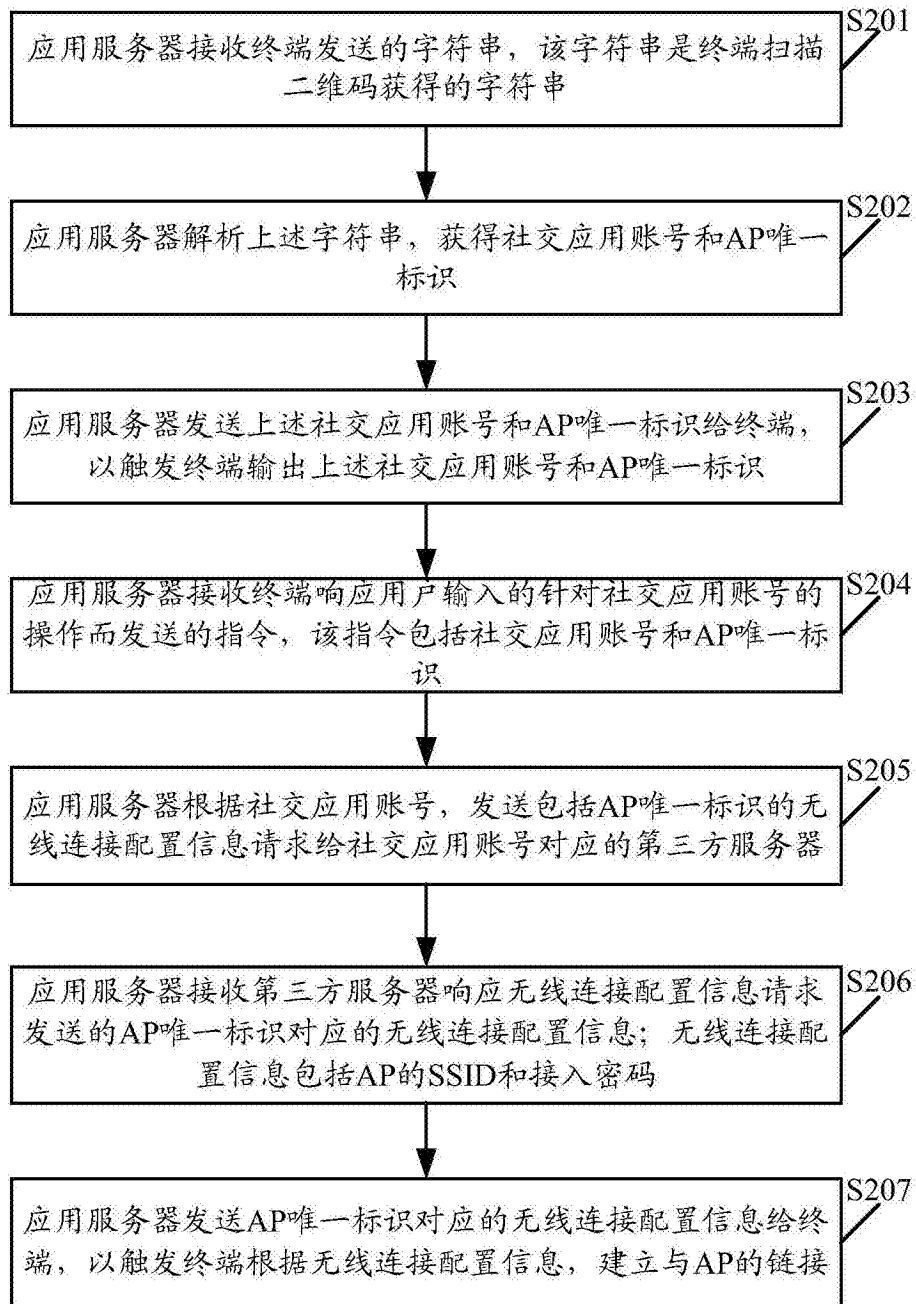 S201
应用服务器接收终端发送的字符串，该字符串是终端扫描
二维码获得的字符串
S202
应用服务器解析上述字符串，获得社交应用账号和AP唯一
标识
S203
应用服务器发送上述社交应用账号和AP唯一标识给终端，
以触发终端输出上述社交应用账号和AP唯一标识
S204
应用服务器接收终端响应用户输入的针对社交应用账号的
操作而发送的指令，该指令包括社交应用账号和AP唯一标
识
S205
应用服务器根据社交应用账号，发送包括AP唯一标识的无
线连接配置信息请求给社交应用账号对应的第三方服务器
S206
应用服务器接收第三方服务器响应无线连接配置信息请求
发送的AP唯一标识对应的无线连接配置信息；无线连接配
置信息包括AP的SSID和接入密码
S207
应用服务器发送AP唯一标识对应的无线连接配置信息给终
端，以触发终端根据无线连接配置信息，建立与AP的链接